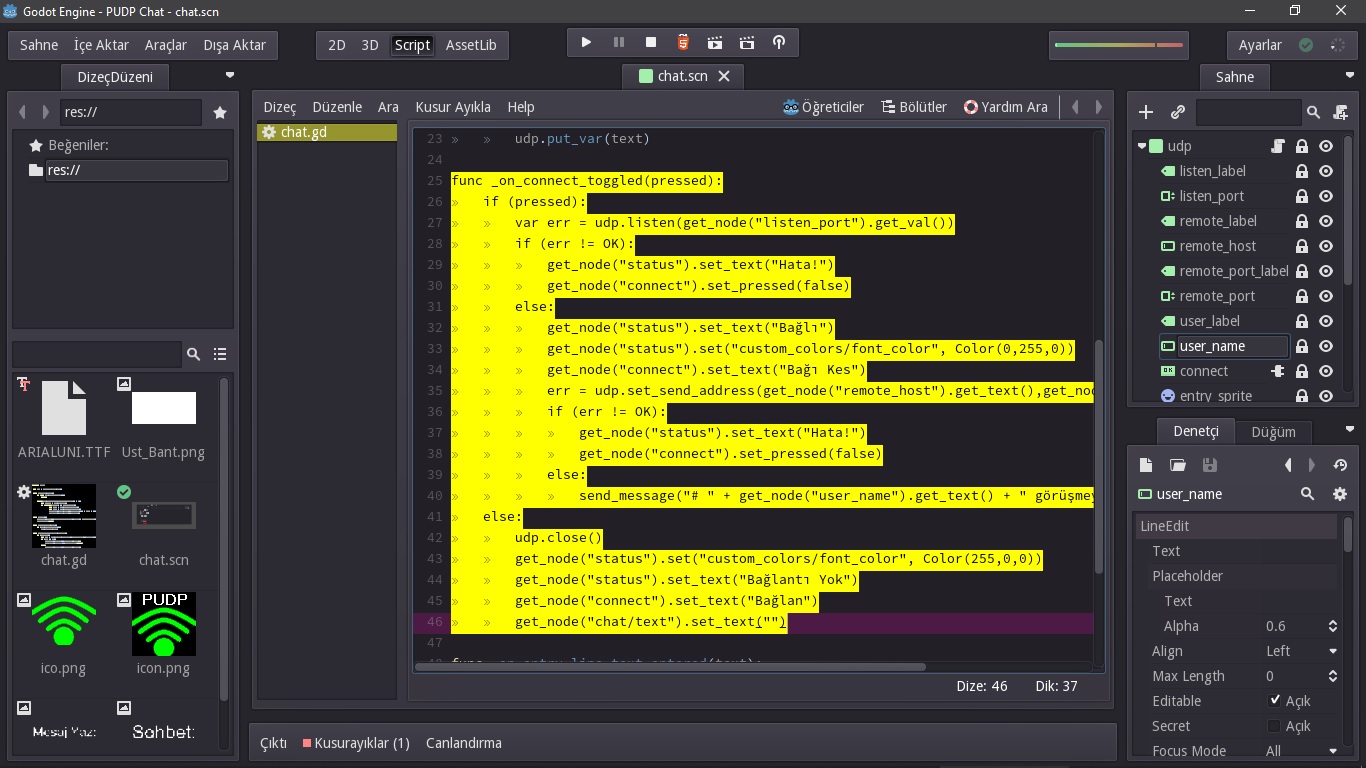 Godot Engine - PUDP Chat - chat.scn
Sahne İçe Aktar Araçlar Dışa Aktar
2D 3D Script AssetLib
Ayarlar
DizeçDüzeni
res://
Beğeniler:
res://
ARIALUNI.TTF Ust_Bant.png
chat.gd chat.scn
PUDP
ico.png icon.png
Mesaj Yaz: Sohbet:
chat.scn
Dizeç Düzenle Ara Kusur Ayıkla Help
Öğreticiler Bölütler Yardım Ara
chat.gd
23 » » udp.put_var(text)
24
25 func _on_connect_toggled(pressed):
26 » if (pressed):
27 » » var err = udp.listen(get_node("listen_port").get_val())
28 » » if (err != OK):
29 » » » get_node("status").set_text("Hata!")
30 » » » get_node("connect").set_pressed(false)
31 » » else:
32 » » » get_node("status").set_text("Bağlı")
33 » » » get_node("status").set("custom_colors/font_color", Color(0,255,0))
34 » » » get_node("connect").set_text("Bağı Kes")
35 » » » err = udp.set_send_address(get_node("remote_host").get_text(),get_noc
36 » » » if (err != OK):
37 » » » » get_node("status").set_text("Hata!")
38 » » » » get_node("connect").set_pressed(false)
39 » » » else:
40 » » » » send_message("# " + get_node("user_name").get_text() + " görüşmey
41 » else:
42 » » udp.close()
43 » » get_node("status").set("custom_colors/font_color", Color(255,0,0))
44 » » get_node("status").set_text("Bağlantı Yok")
45 » » get_node("connect").set_text("Bağlan")
46 » » get_node("chat/text").set_text("")
47
Dize: 46 Dik: 37
Çıktı Kusurayıklar (1) Canlandırma
Sahne
udp
listen_label
listen_port
remote_label
remote_host
remote_port_label
remote_port
user_label
user_name
connect
entry_sprite
Denetçi Düğüm
user_name
LineEdit
Text
Placeholder
Text
Alpha 0.6
Align Left
Max Length 0
Editable Açık
Secret Açık
Focus Mode All